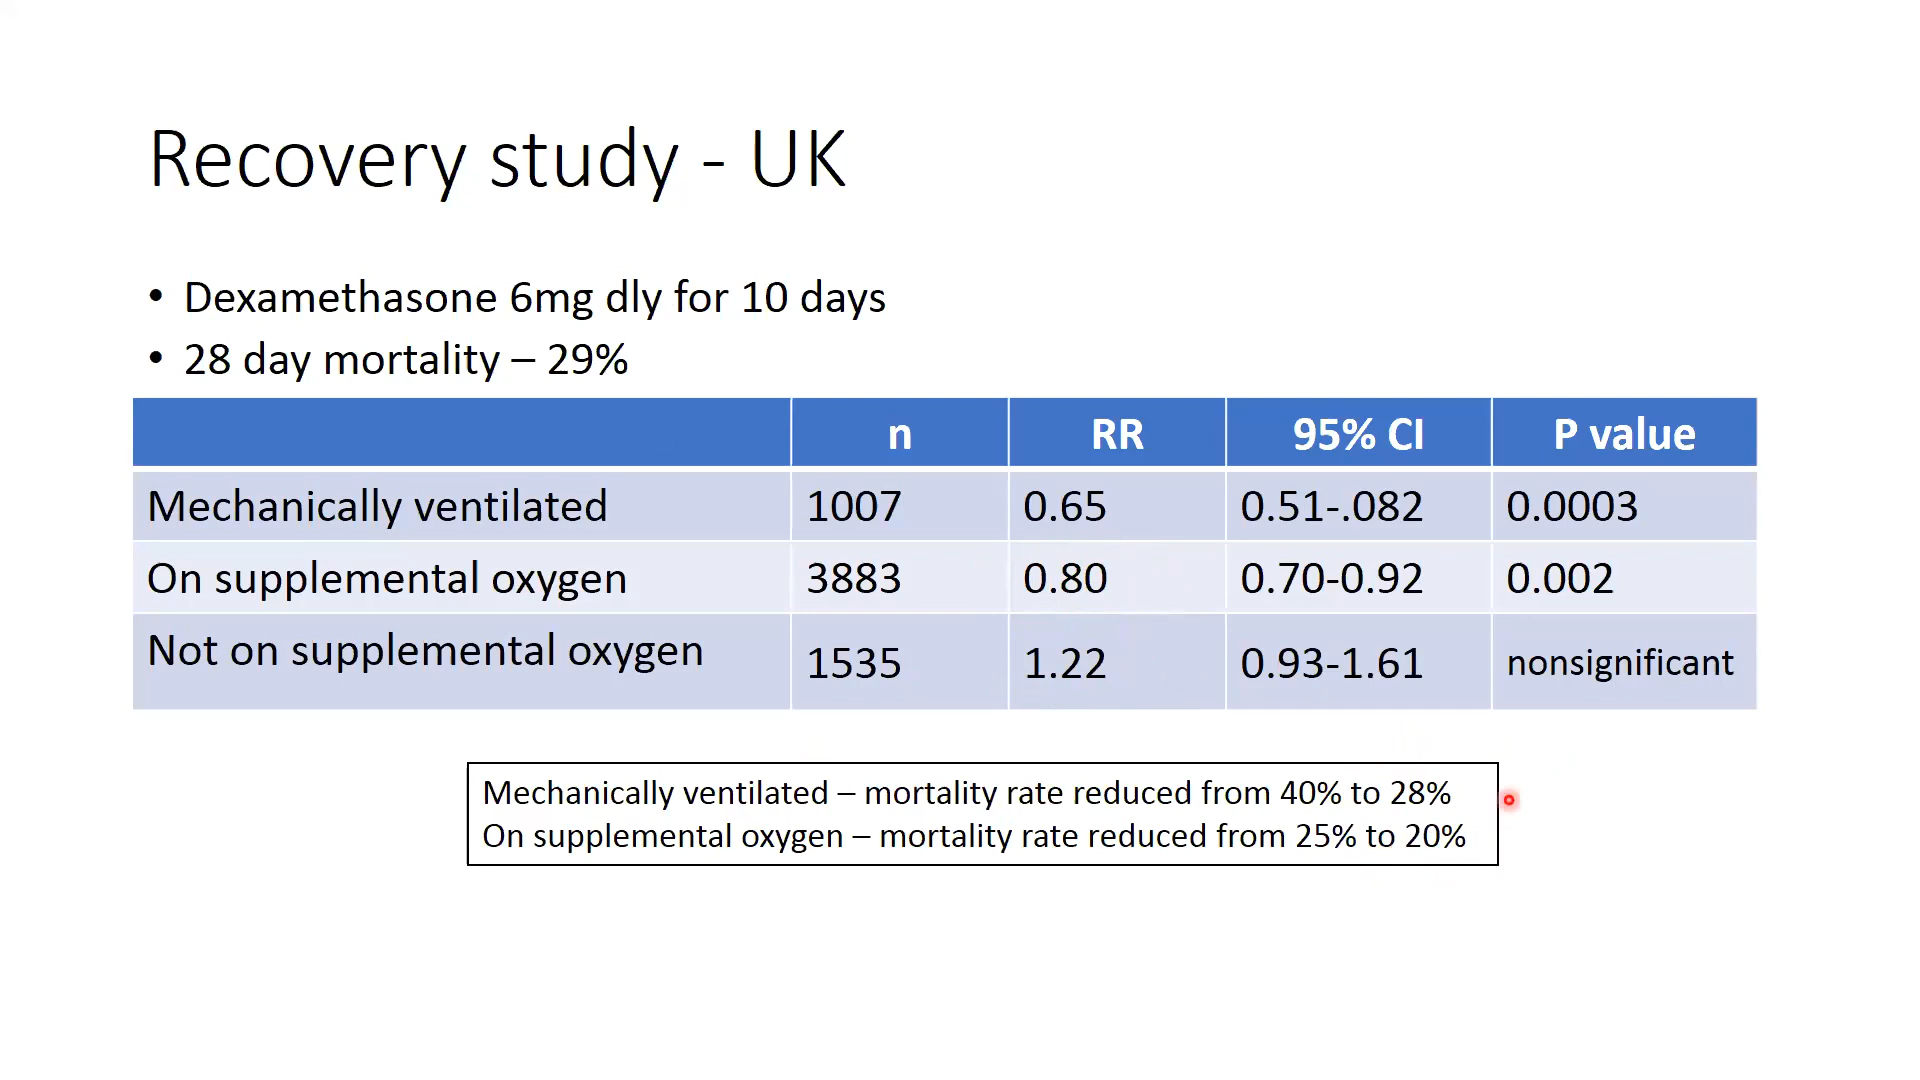 Recovery study - UK
• Dexamethasone 6mg dly for 10 days
• 28 day mortality – 29%
n RR 95% CI P value
Mechanically ventilated 1007 0.65 0.51-.082 0.0003
On supplemental oxygen 3883 0.80 0.70-0.92 0.002
Not on supplemental oxygen 1535 1.22 0.93-1.61 nonsignificant
Mechanically ventilated – mortality rate reduced from 40% to 28%
On supplemental oxygen – mortality rate reduced from 25% to 20%